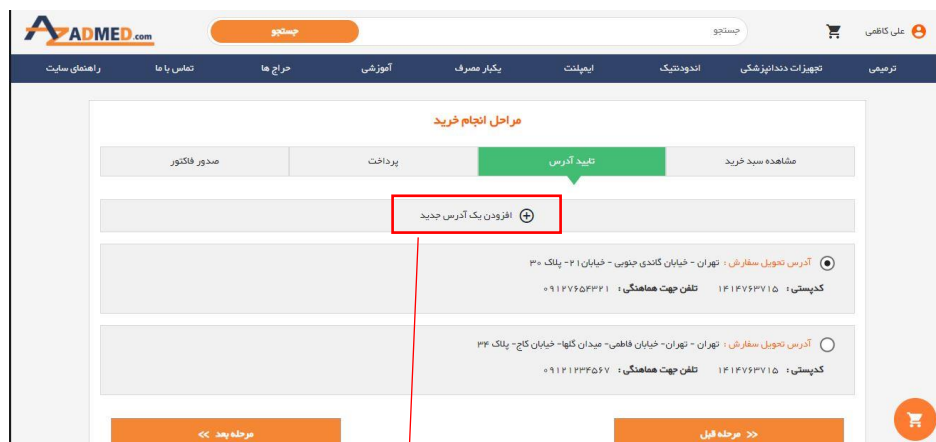 علی کاظمی
جستجو
جستجو
AZADMED.com
ترمیمی تجهیزات دندانپزشکی اندودنتیک ایمپلنت یکبار مصرف آموزشی حراج ها تماس با ما راهنمای سایت
مراحل انجام خرید
مشاهده سبد خرید تایید آدرس پرداخت صدور فاکتور
افزودن یک آدرس جدید
آدرس تحویل سفارش : تهران - خیابان گاندی جنوبی - خیابان ۲۱ - پلاک ۳۰
کدپستی : ۱۴۱۴۷۶۳۷۱۵ تلفن جهت هماهنگی : ۰۹۱۲۷۶۵۴۳۲۱
آدرس تحویل سفارش : تهران - تهران- خیابان فاطمی- میدان گلها- خیابان کاج- پلاک ۳۴
کدپستی : ۱۴۱۴۷۶۳۷۱۵ تلفن جهت هماهنگی : ۰۹۱۲۱۲۳۴۵۶۷
>> مرحله قبل مرحله بعد <<